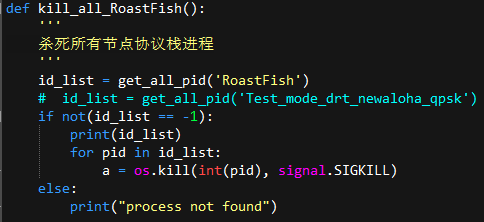 def kill_all_RoastFish():
    '''
    杀死所有节点协议栈进程
    '''
    id_list = get_all_pid('RoastFish')
    #  id_list = get_all_pid('Test_mode_drt_newaloha_qpsk')
    if not(id_list == -1):
        print(id_list)
        for pid in id_list:
            a = os.kill(int(pid), signal.SIGKILL)
    else:
        print("process not found")